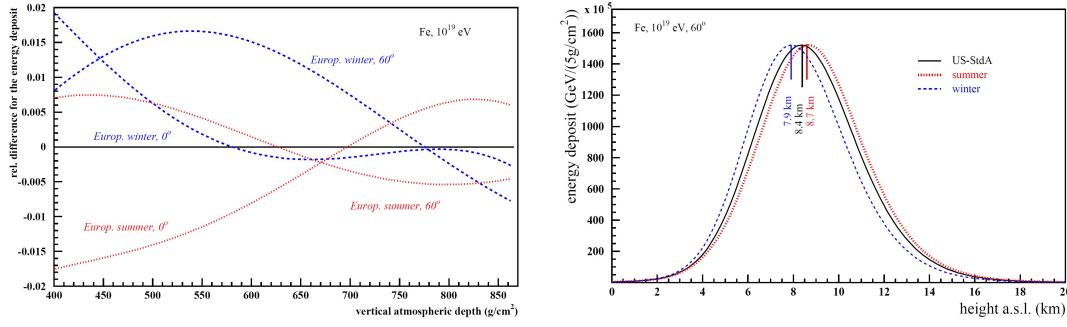 rel. difference for the energy deposit
0.02
0.015
0.01
0.005
0
-0.005
-0.01
-0.015
-0.02
Fe, 10¹⁹ eV
Europ. winter, 60°
Europ. winter, 0°
Europ. summer, 60°
Europ. summer, 0°
400 450 500 550 600 650 700 750 800 850
vertical atmospheric depth (g/cm²)
x 10⁵
energy deposit (GeV/(5g/cm²))
1600
1400
1200
1000
800
600
400
200
Fe, 10¹⁹ eV, 60°
US-StdA
summer
winter
7.9 km
8.4 km
8.7 km
0 2 4 6 8 10 12 14 16 18 20
height a.s.l. (km)